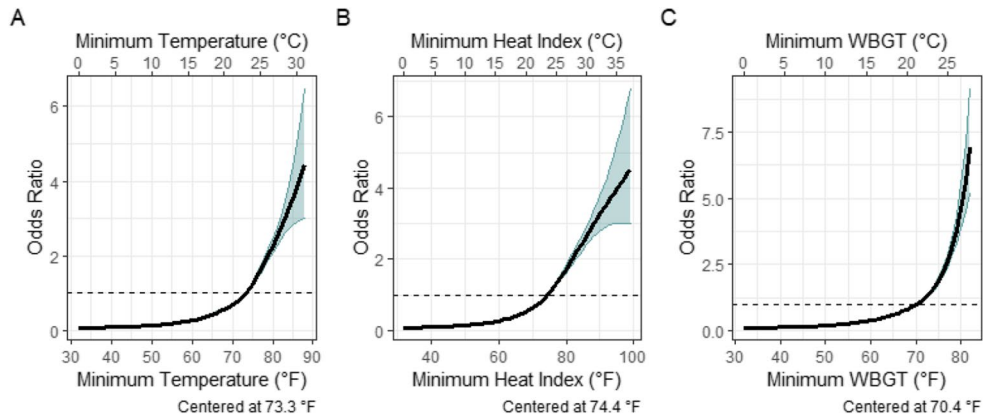 A
Minimum Temperature (°C)
0 5 10 15 20 25 30
Odds Ratio
6
4
2
0
30 40 50 60 70 80 90
Minimum Temperature (°F)
Centered at 73.3 °F
B
Minimum Heat Index (°C)
0 5 10 15 20 25 30 35
Odds Ratio
6
4
2
0
40 60 80 100
Minimum Heat Index (°F)
Centered at 74.4 °F
C
Minimum WBGT (°C)
0 5 10 15 20 25
Odds Ratio
7.5
5.0
2.5
0.0
30 40 50 60 70 80
Minimum WBGT (°F)
Centered at 70.4 °F